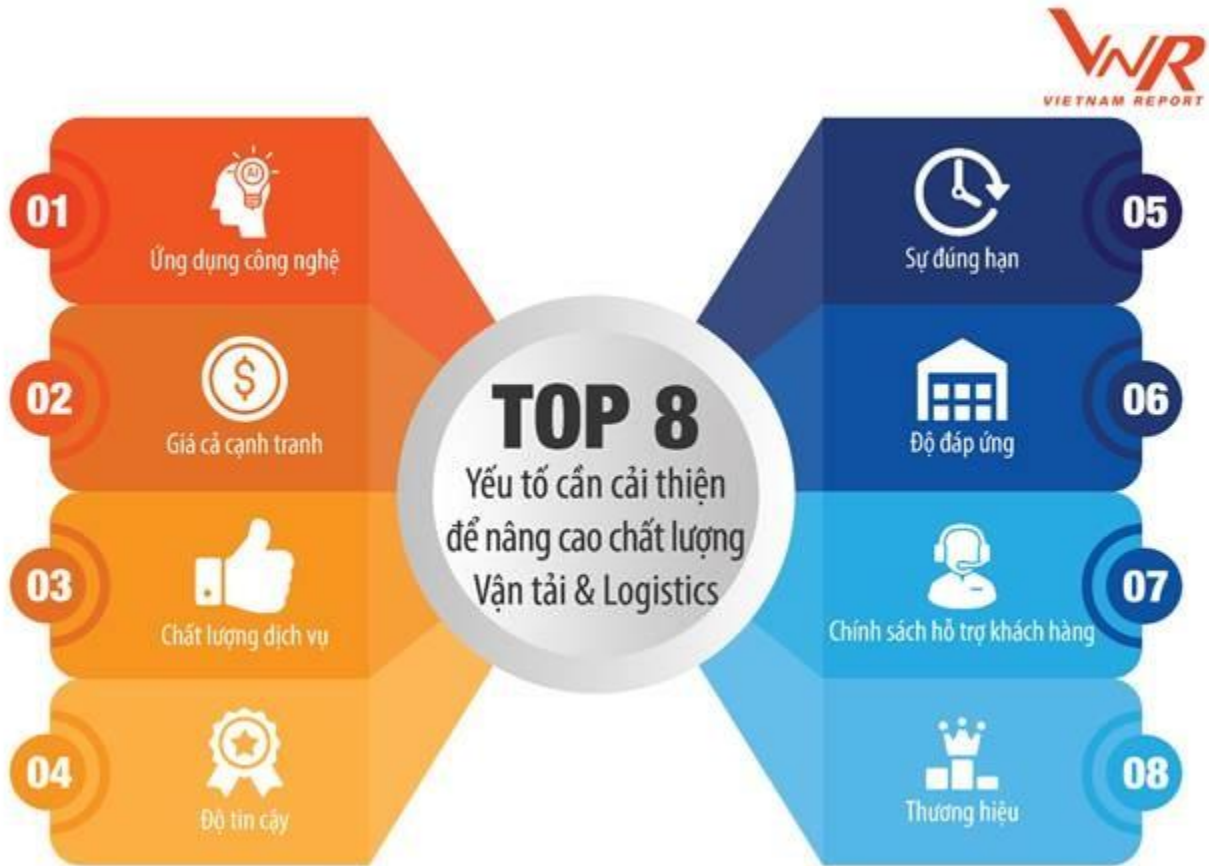 VNR
VIETNAM REPORT
01
AI
Ứng dụng công nghệ
02
$
Giá cả cạnh tranh
03
Chất lượng dịch vụ
04
Độ tin cậy
TOP 8
Yếu tố cần cải thiện
để nâng cao chất lượng
Vận tải & Logistics
05
Sự đúng hạn
06
Độ đáp ứng
07
Chính sách hỗ trợ khách hàng
08
Thương hiệu